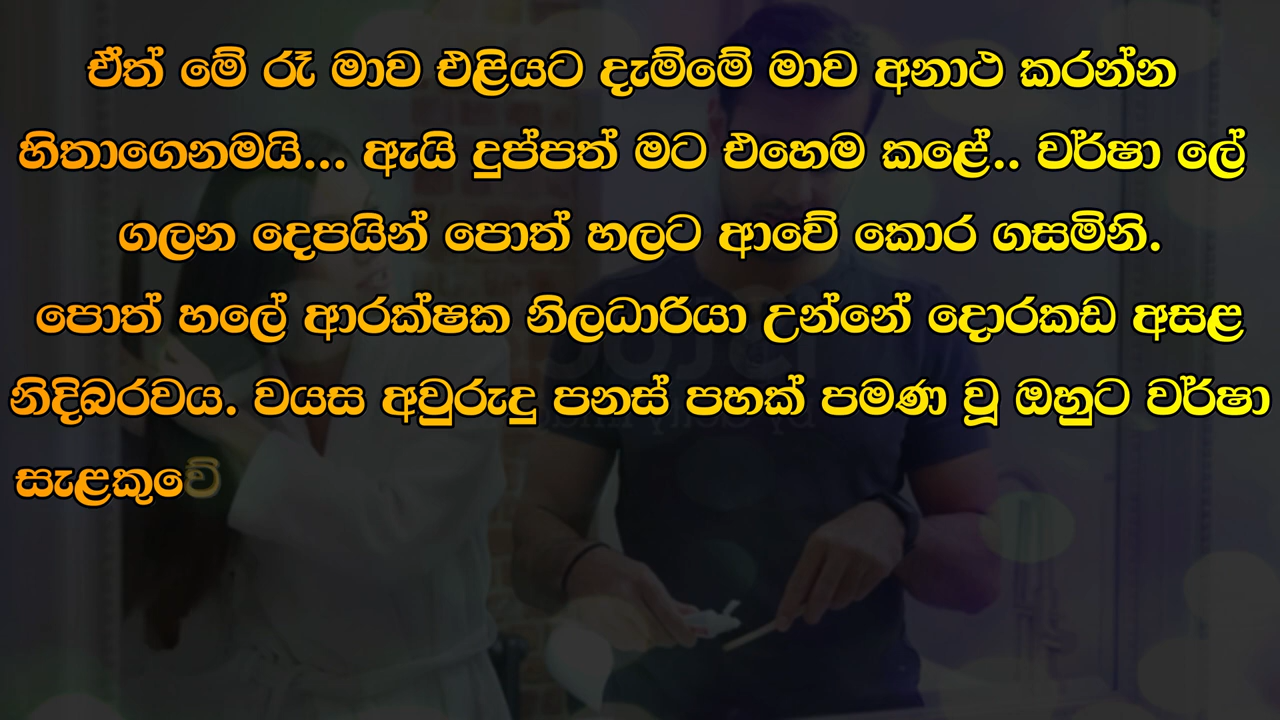 ඒත් මේ රෑ මාව එළියට දැම්මේ මාව අනාථ කරන්න
හිතාගෙනමයි... ඇයි දුප්පත් මට එහෙම කළේ.. වර්ෂා ලේ
ගලන දෙපයින් පොත් හලට ආවේ කොර ගසමිනි.
පොත් හලේ ආරක්ෂක නිලධාරියා උන්නේ දොරකඩ අසළ
නිදිබරවය. වයස අවුරුදු පනස් පහක් පමණ වූ ඔහුට වර්ෂා
සැළකුවේ